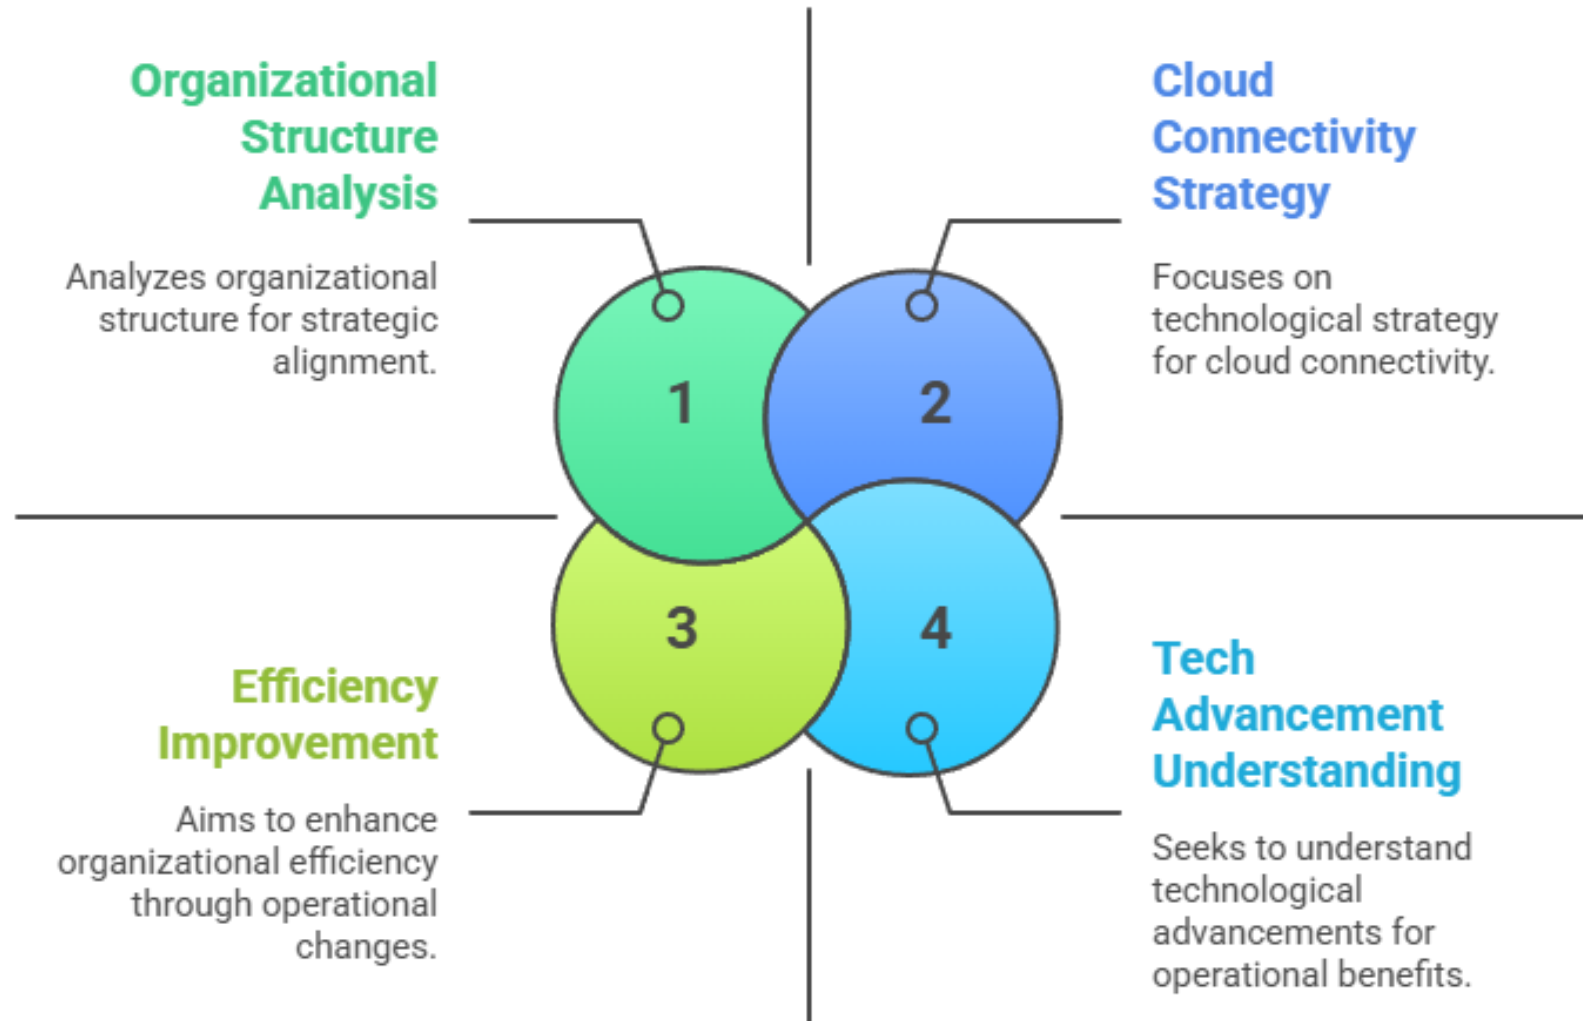 Organizational
Structure
Analysis
Analyzes organizational
structure for strategic
alignment.
Cloud
Connectivity
Strategy
Focuses on
technological strategy
for cloud connectivity.
1
2
3
4
Efficiency
Improvement
Aims to enhance
organizational efficiency
through operational
changes.
Tech
Advancement
Understanding
Seeks to understand
technological
advancements for
operational benefits.